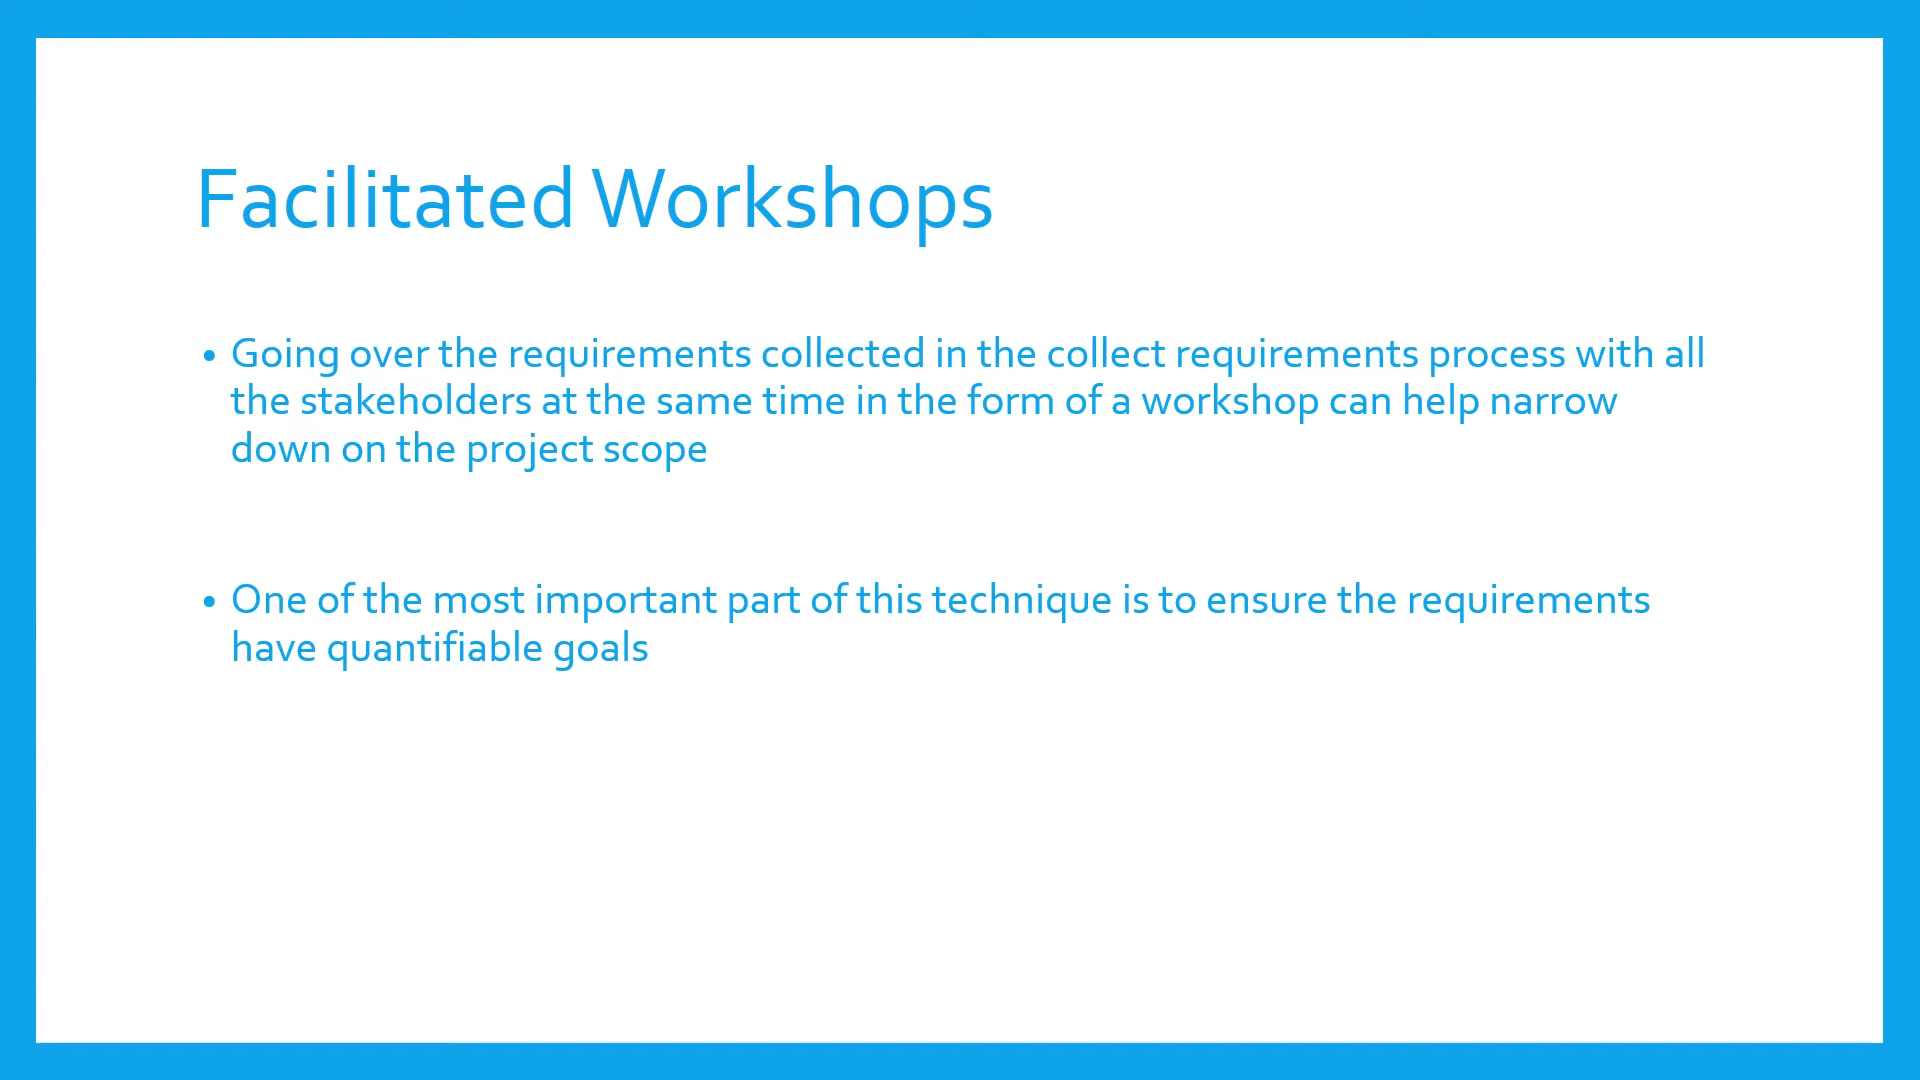 Facilitated Workshops
• Going over the requirements collected in the collect requirements process with all
the stakeholders at the same time in the form of a workshop can help narrow
down on the project scope
• One of the most important part of this technique is to ensure the requirements
have quantifiable goals